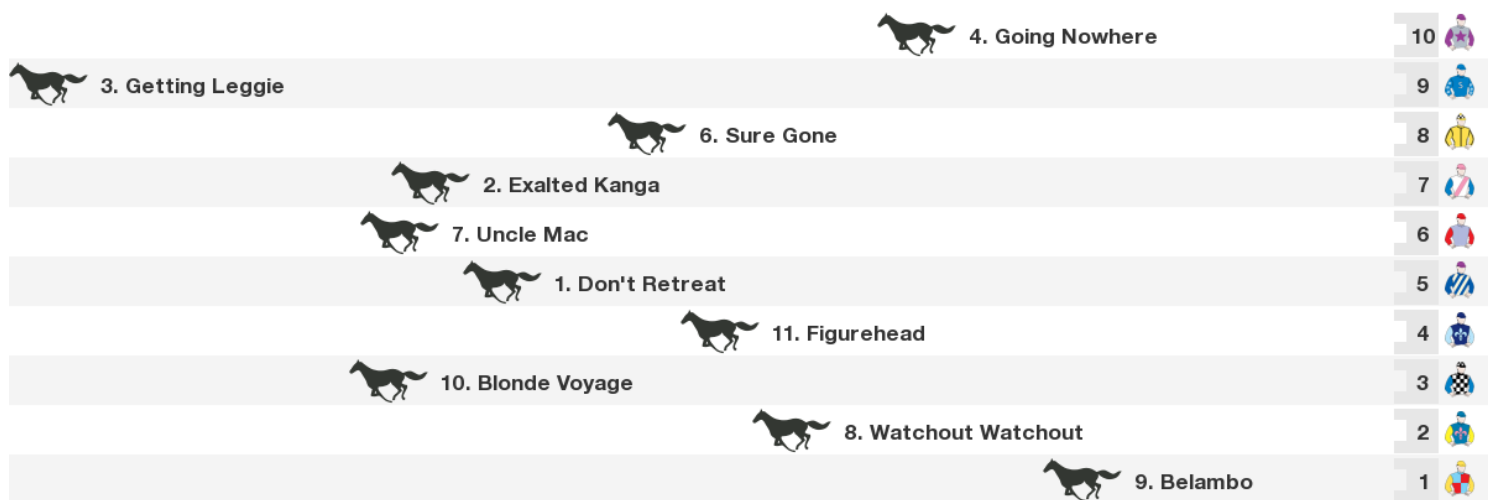 4. Going Nowhere 10
3. Getting Leggie 9
6. Sure Gone 8
2. Exalted Kanga 7
7. Uncle Mac 6
1. Don't Retreat 5
11. Figurehead 4
10. Blonde Voyage 3
8. Watchout Watchout 2
9. Belambo 1